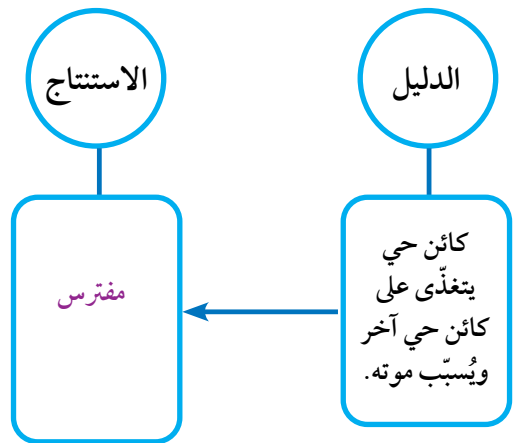 الدليل
الاستنتاج
كائن حي
يتغذّى على
كائن حي آخر
ويُسبّب موته.
مفترس